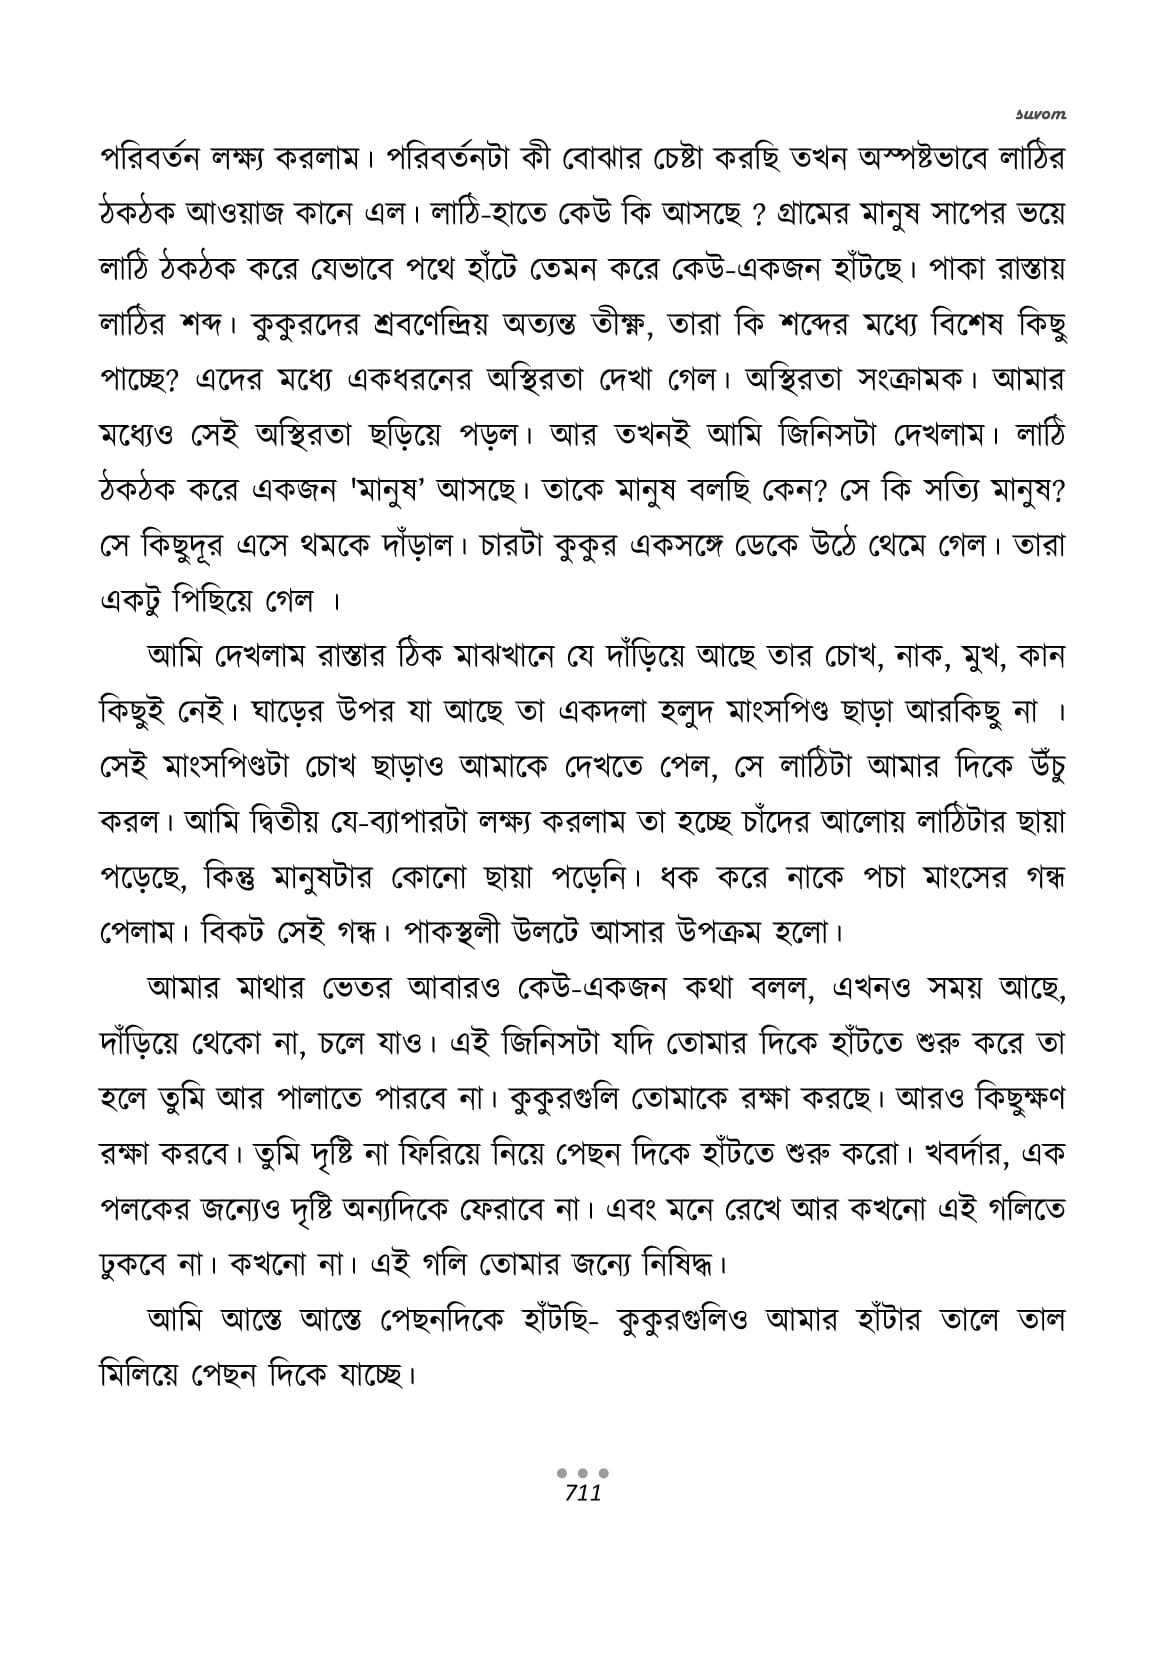 suvom
পরিবর্তন লক্ষ্য করলাম। পরিবর্তনটা কী বোঝার চেষ্টা করছি তখন অস্পষ্টভাবে লাঠির
ঠকঠক আওয়াজ কানে এল। লাঠি-হাতে কেউ কি আসছে ? গ্রামের মানুষ সাপের ভয়ে
লাঠি ঠকঠক করে যেভাবে পথে হাঁটে তেমন করে কেউ-একজন হাঁটছে। পাকা রাস্তায়
লাঠির শব্দ। কুকুরদের শ্রবণেন্দ্রিয় অত্যন্ত তীক্ষ্ণ, তারা কি শব্দের মধ্যে বিশেষ কিছু
পাচ্ছে? এদের মধ্যে একধরনের অস্থিরতা দেখা গেল। অস্থিরতা সংক্রামক। আমার
মধ্যেও সেই অস্থিরতা ছড়িয়ে পড়ল। আর তখনই আমি জিনিসটা দেখলাম। লাঠি
ঠকঠক করে একজন 'মানুষ’ আসছে। তাকে মানুষ বলছি কেন? সে কি সত্যি মানুষ?
সে কিছুদূর এসে থমকে দাঁড়াল। চারটা কুকুর একসঙ্গে ডেকে উঠে থেমে গেল। তারা
একটু পিছিয়ে গেল ।
আমি দেখলাম রাস্তার ঠিক মাঝখানে যে দাঁড়িয়ে আছে তার চোখ, নাক, মুখ, কান
কিছুই নেই। ঘাড়ের উপর যা আছে তা একদলা হলুদ মাংসপিণ্ড ছাড়া আরকিছু না ।
সেই মাংসপিণ্ডটা চোখ ছাড়াও আমাকে দেখতে পেল, সে লাঠিটা আমার দিকে উঁচু
করল। আমি দ্বিতীয় যে-ব্যাপারটা লক্ষ্য করলাম তা হচ্ছে চাঁদের আলোয় লাঠিটার ছায়া
পড়েছে, কিন্তু মানুষটার কোনো ছায়া পড়েনি। ধক করে নাকে পচা মাংসের গন্ধ
পেলাম। বিকট সেই গন্ধ। পাকস্থলী উলটে আসার উপক্রম হলো।
আমার মাথার ভেতর আবারও কেউ-একজন কথা বলল, এখনও সময় আছে,
দাঁড়িয়ে থেকো না, চলে যাও। এই জিনিসটা যদি তোমার দিকে হাঁটতে শুরু করে তা
হলে তুমি আর পালাতে পারবে না। কুকুরগুলি তোমাকে রক্ষা করছে। আরও কিছুক্ষণ
রক্ষা করবে। তুমি দৃষ্টি না ফিরিয়ে নিয়ে পেছন দিকে হাঁটতে শুরু করো। খবর্দার, এক
পলকের জন্যেও দৃষ্টি অন্যদিকে ফেরাবে না। এবং মনে রেখে আর কখনো এই গলিতে
ঢুকবে না। কখনো না। এই গলি তোমার জন্যে নিষিদ্ধ।
আমি আস্তে আস্তে পেছনদিকে হাঁটছি- কুকুরগুলিও আমার হাঁটার তালে তাল
মিলিয়ে পেছন দিকে যাচ্ছে।
711